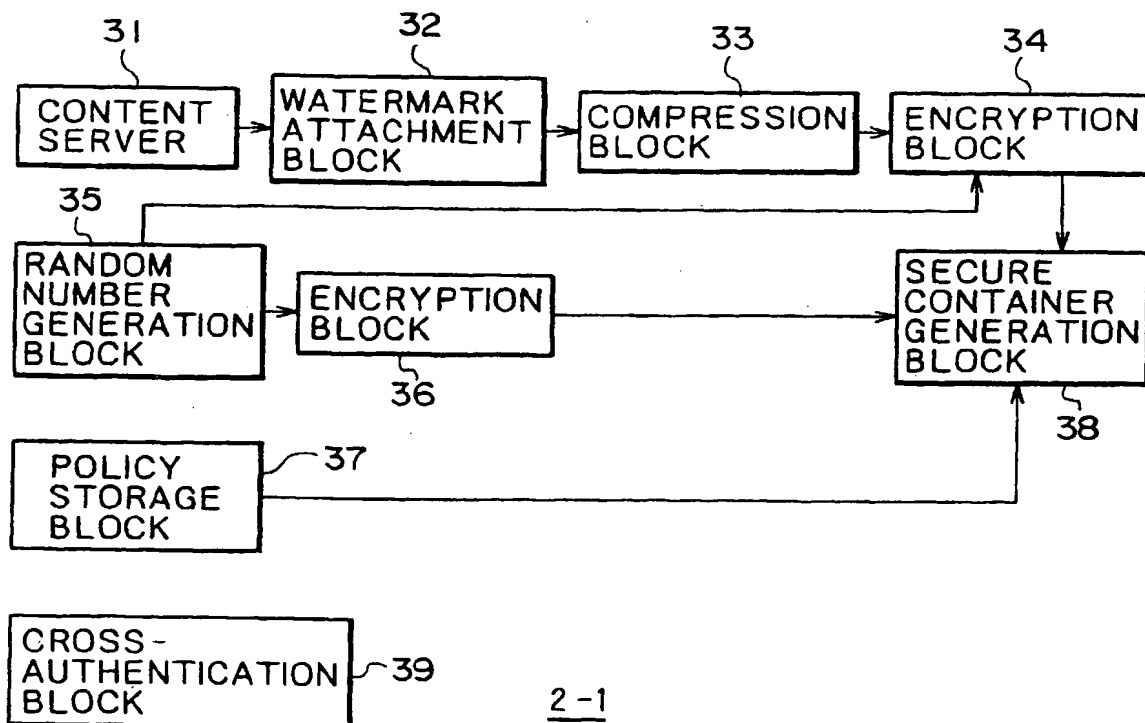 31
32
33
34
CONTENT
SERVER
WATERMARK
ATTACHMENT
BLOCK
COMPRESSION
BLOCK
ENCRYPTION
BLOCK
35
RANDOM
NUMBER
GENERATION
BLOCK
ENCRYPTION
BLOCK
36
SECURE
CONTAINER
GENERATION
BLOCK
38
POLICY
STORAGE
BLOCK
37
CROSS-
AUTHENTICATION
BLOCK
39
2-1